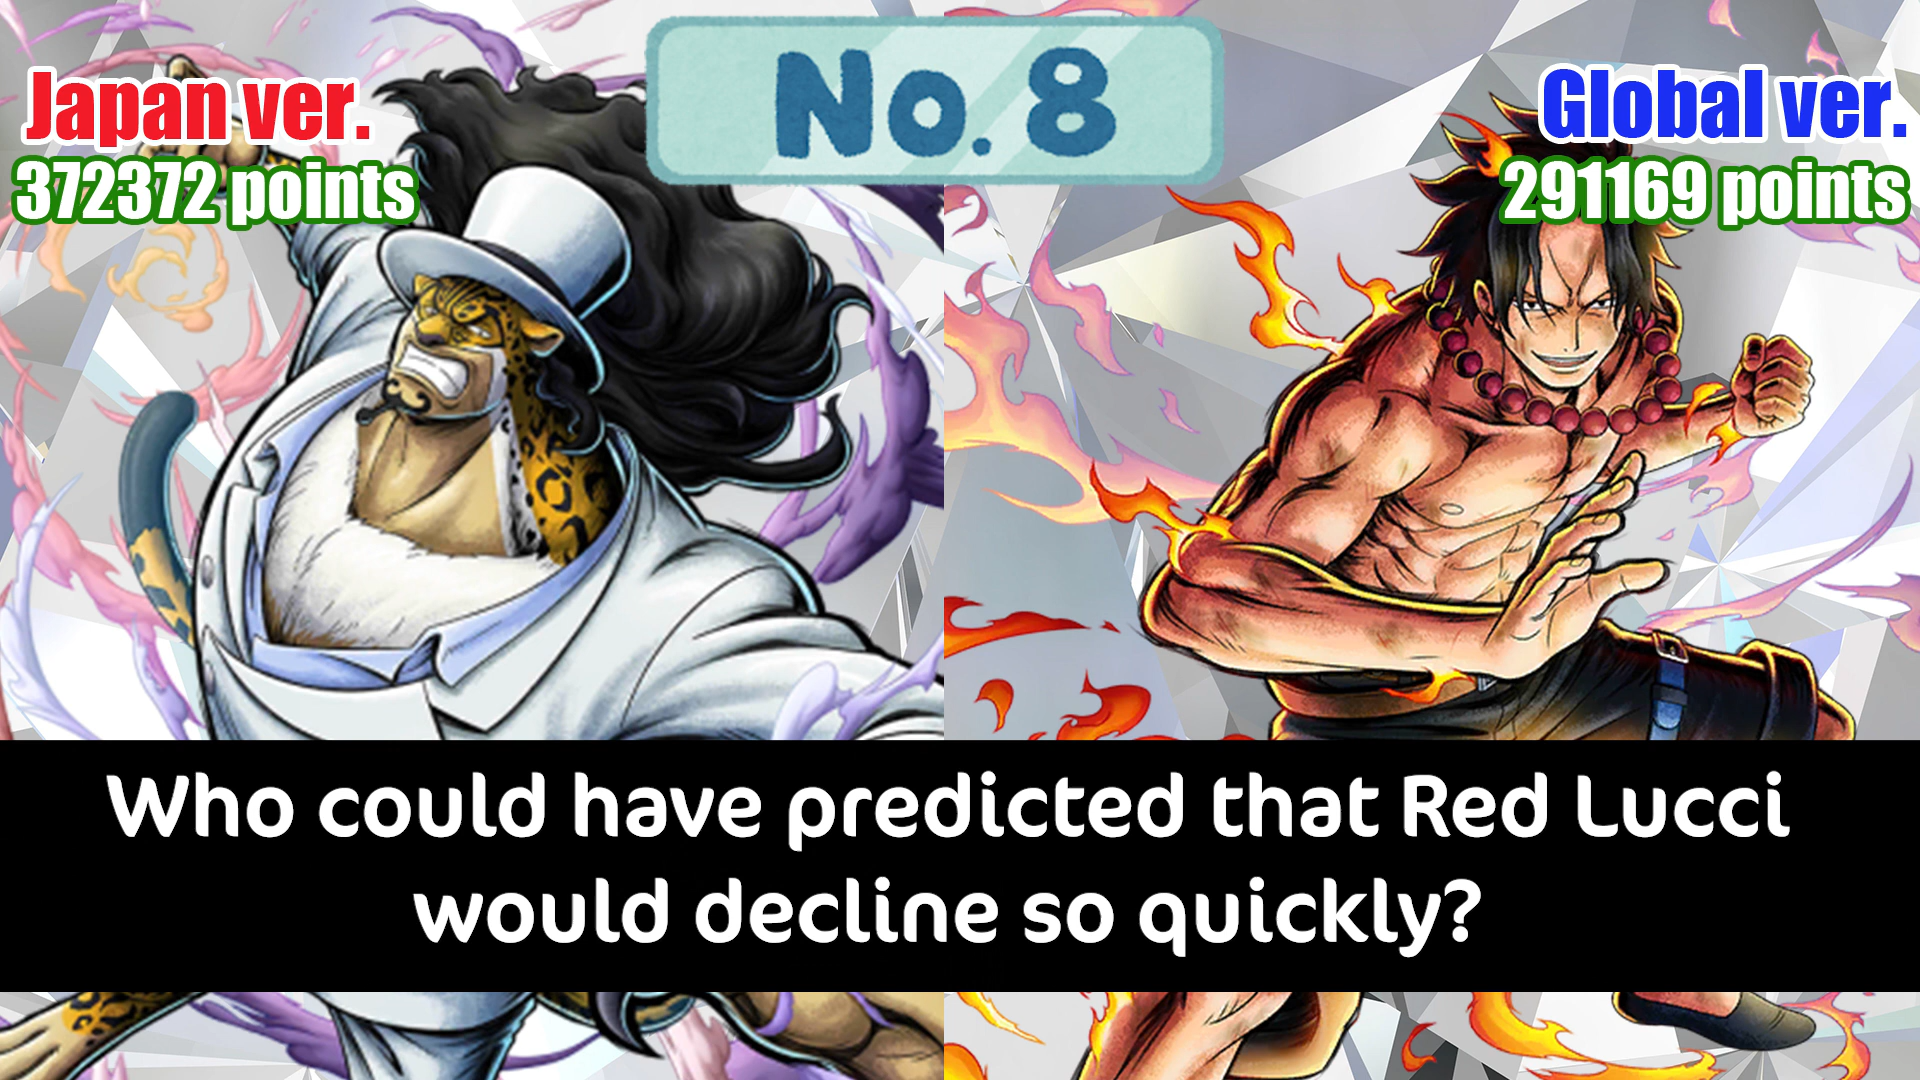 No. 8
Japan ver.
372372 points
Global ver.
291169 points
Who could have predicted that Red Lucci
would decline so quickly?